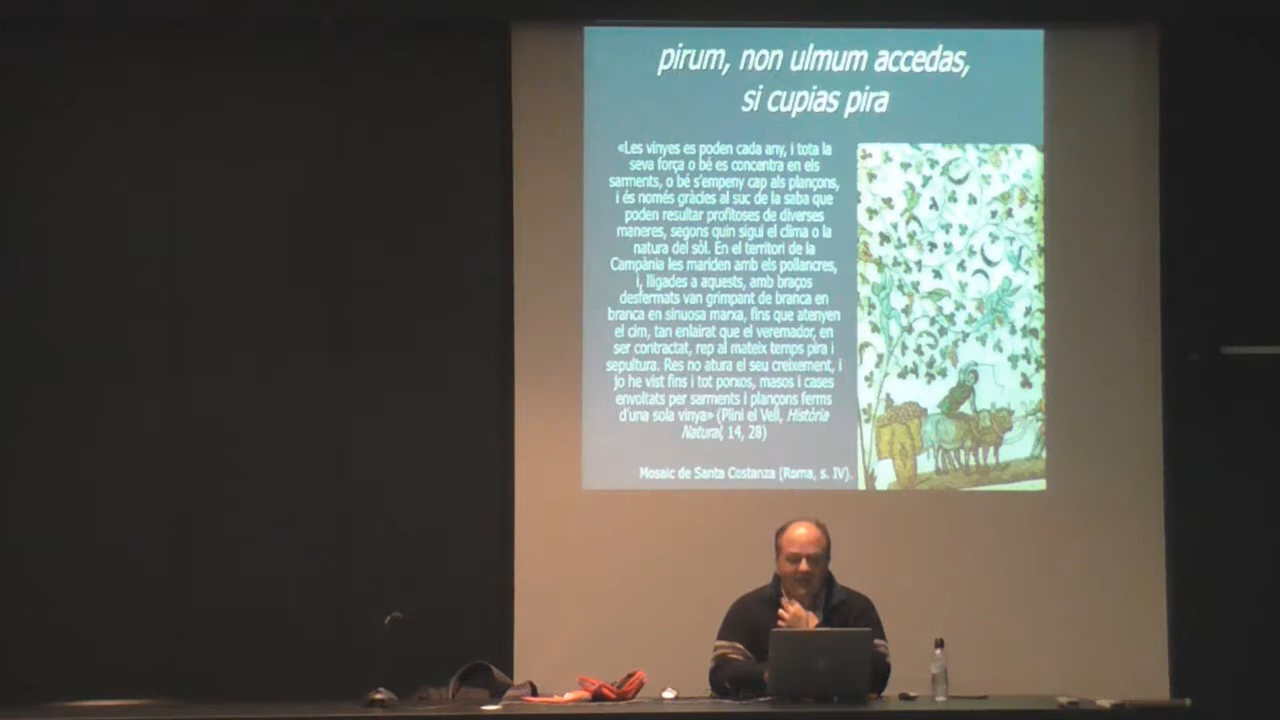 pirum, non ulmum accedas,
si cupias pira
«Les vinyes es poden cada any, i tota la
seva força o bé es concentra en els
sarments, o bé s'empeny cap als plançons,
i és només gràcies al suc de la saba que
poden resultar profitoses de diverses
maneres, segons quin sigui el clima o la
natura del sòl. En el territori de la
Campània les mariden amb els pollancres,
i, lligades a aquests, amb braços
desfermats van grimpant de branca en
branca en sinuosa marxa, fins que atenyen
el cim, tan enlairat que el veremador, en
ser contractat, rep al mateix temps pira i
sepultura. Res no atura el seu creixement, i
jo he vist fins i tot porxos, masos i cases
envoltats per sarments i plançons ferms
d'una sola vinya» (Plini el Vell, Història
Natural, 14, 28)
Mosaic de Santa Costanza (Roma, s. IV).